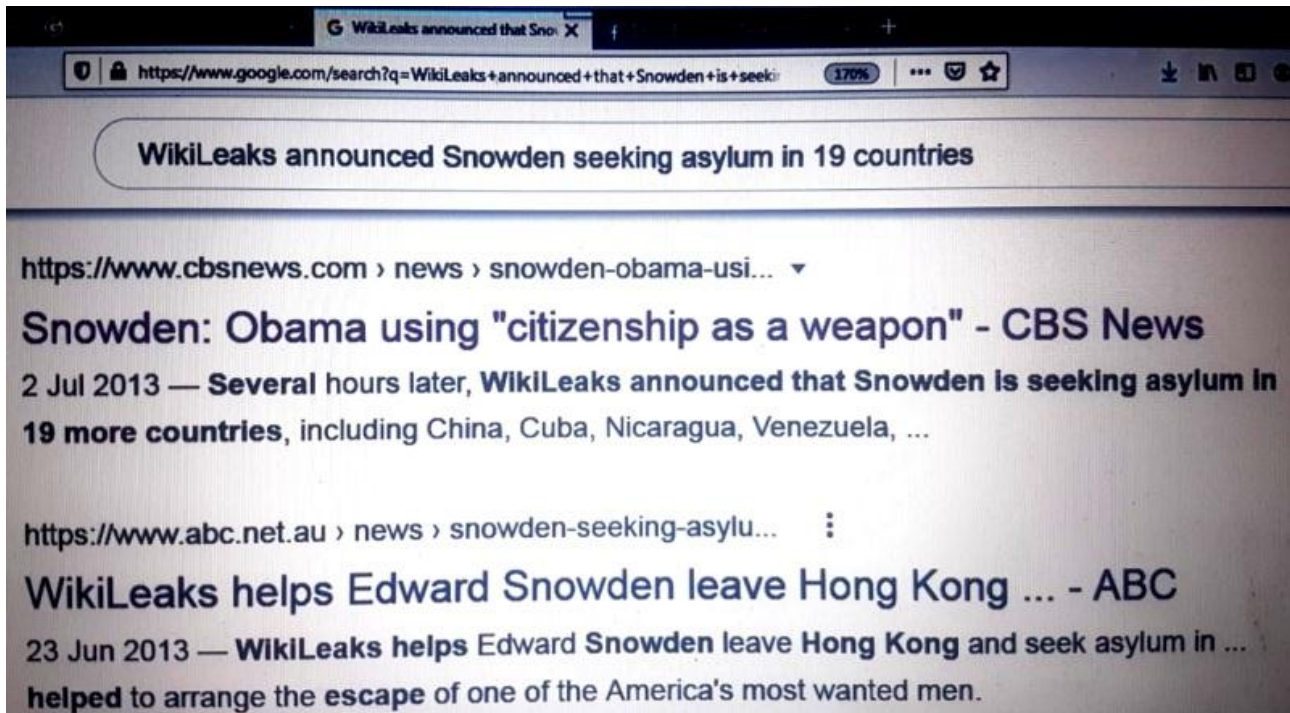 G WikiLeaks announced that Snow X f +
https://www.google.com/search?q=WikiLeaks+announced+that+Snowden+is+seeki 170% ...
WikiLeaks announced Snowden seeking asylum in 19 countries
https://www.cbsnews.com › news › snowden-obama-usi...
Snowden: Obama using "citizenship as a weapon" - CBS News
2 Jul 2013 — Several hours later, WikiLeaks announced that Snowden is seeking asylum in
19 more countries, including China, Cuba, Nicaragua, Venezuela, ...
https://www.abc.net.au › news › snowden-seeking-asylu...
WikiLeaks helps Edward Snowden leave Hong Kong ... - ABC
23 Jun 2013 — WikiLeaks helps Edward Snowden leave Hong Kong and seek asylum in ...
helped to arrange the escape of one of the America's most wanted men.